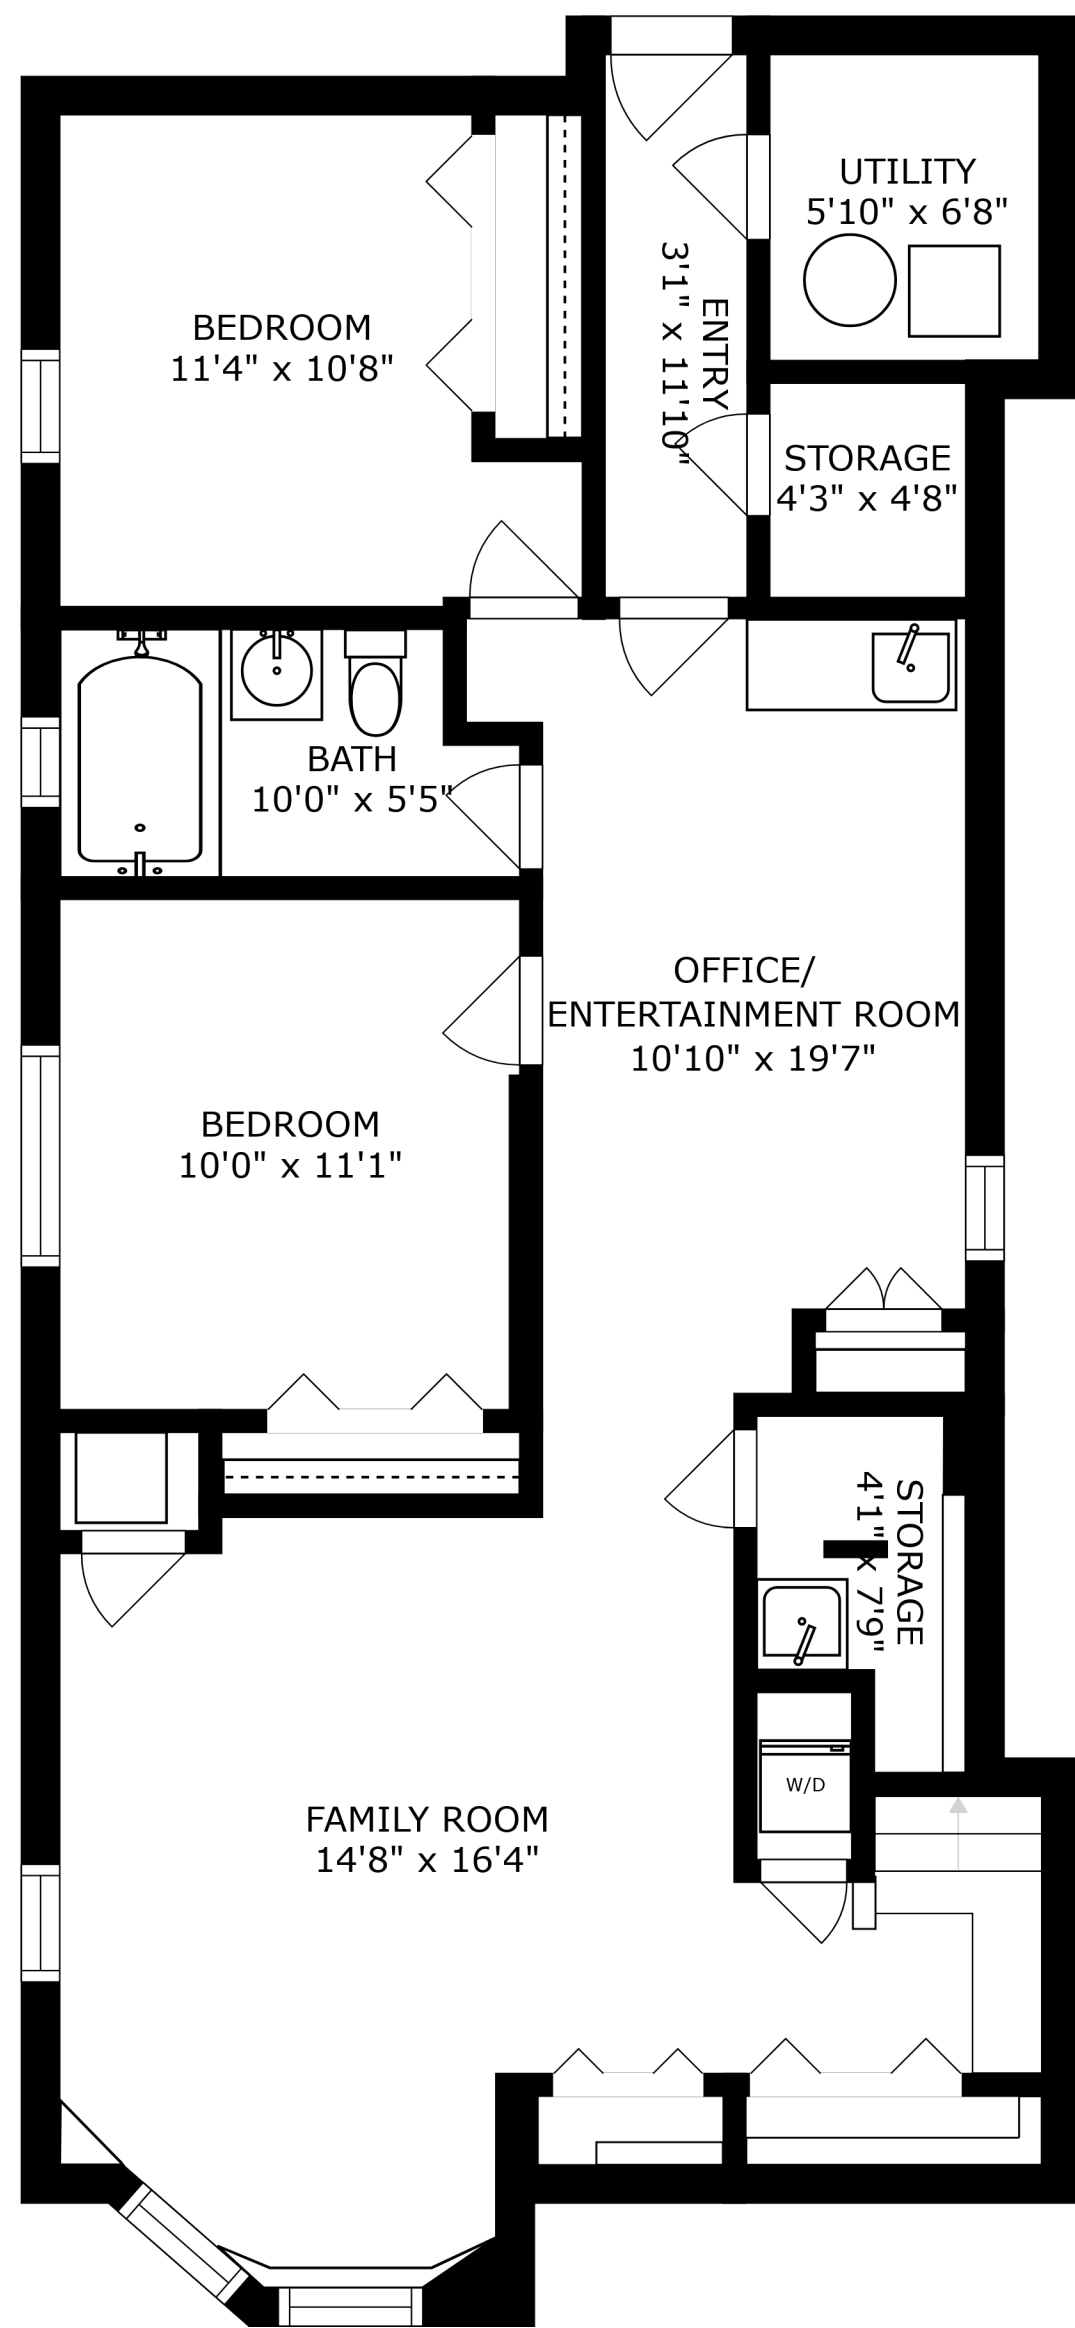 UTILITY
5'10" x 6'8"
BEDROOM
11'4" x 10'8"
ENTRY
3'1" x 11'10"
STORAGE
4'3" x 4'8"
BATH
10'0" x 5'5"
OFFICE/
ENTERTAINMENT ROOM
10'10" x 19'7"
BEDROOM
10'0" x 11'1"
STORAGE
4'1" x 7'9"
W/D
FAMILY ROOM
14'8" x 16'4"